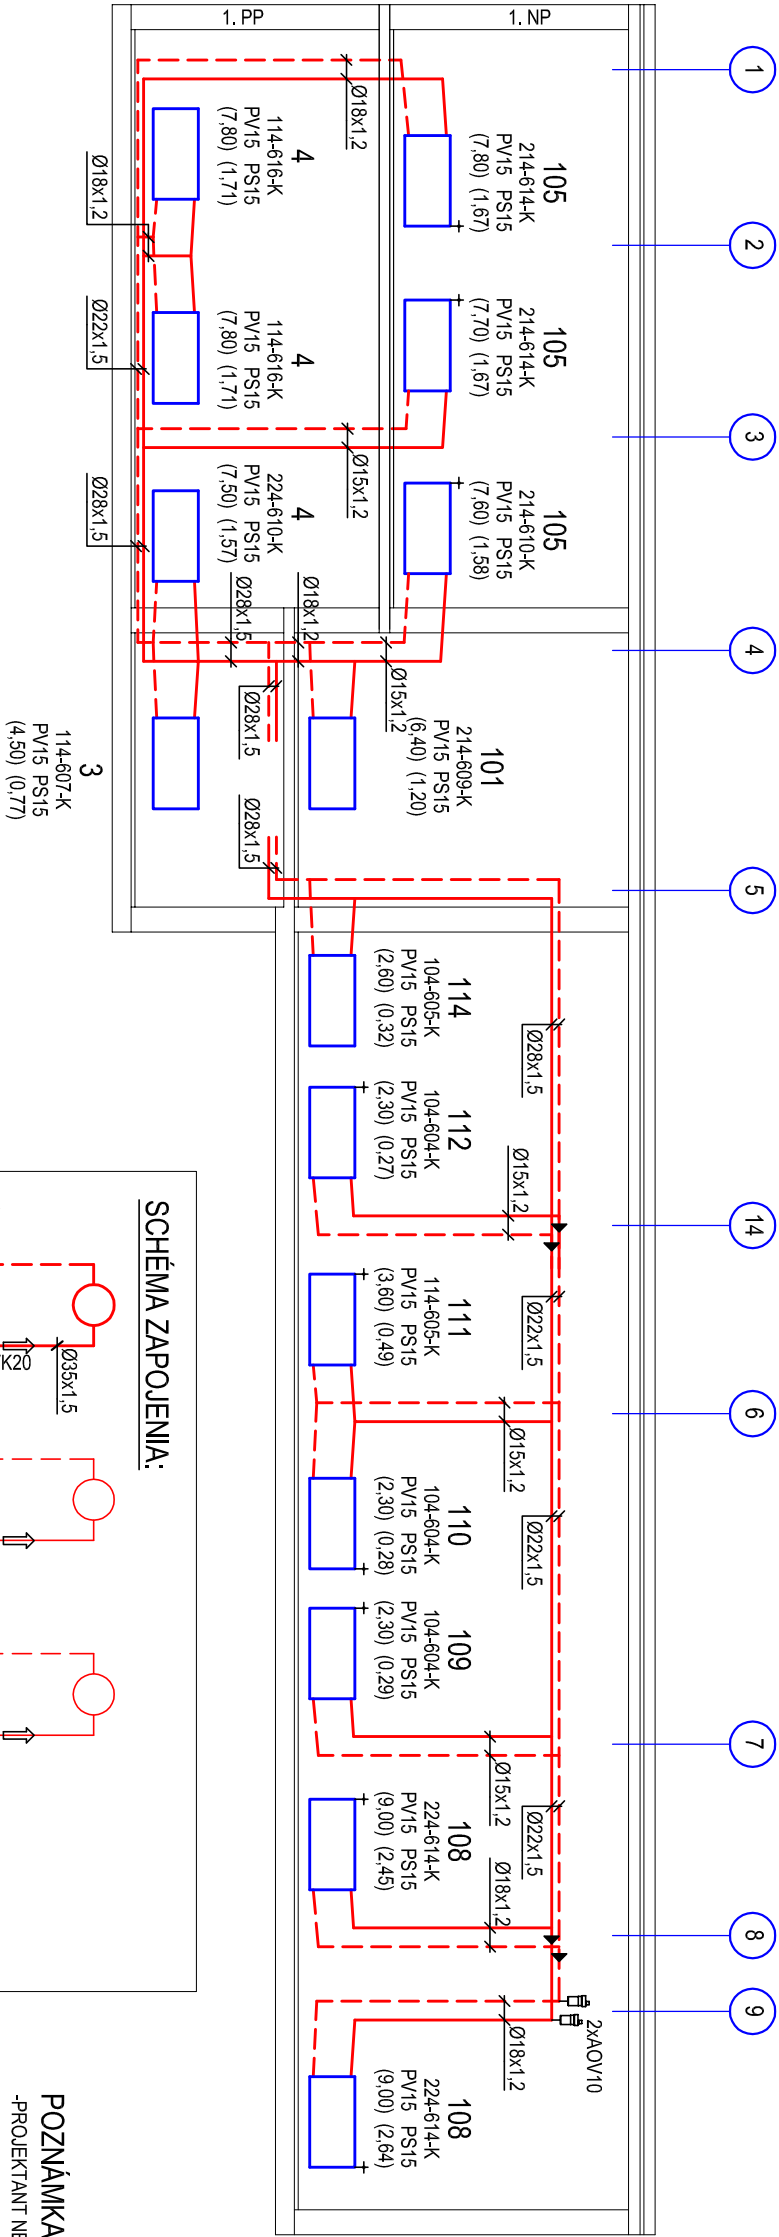 1
2
3
4
5
14
6
7
8
9
1. NP
1. PP
Ø18x1,2
105
214-614-K
PV15 PS15
(7,80) (1,67)
105
214-614-K
PV15 PS15
(7,70) (1,67)
105
214-610-K
PV15 PS15
(7,60) (1,58)
Ø15x1,2
Ø15x1,2
4
114-616-K
PV15 PS15
(7,80) (1,71)
4
114-616-K
PV15 PS15
(7,80) (1,71)
4
224-610-K
PV15 PS15
(7,50) (1,57)
Ø18x1,2
Ø22x1,5
Ø28x1,5
Ø28x1,5
Ø18x1,2
Ø28x1,5
Ø28x1,5
101
214-609-K
PV15 PS15
(6,40) (1,20)
3
114-607-K
PV15 PS15
(4,50) (0,77)
Ø28x1,5
Ø15x1,2
Ø22x1,5
Ø15x1,2
Ø22x1,5
Ø15x1,2
Ø22x1,5
Ø18x1,2
Ø18x1,2
2xAOV10
114
104-605-K
PV15 PS15
(2,60) (0,32)
112
104-604-K
PV15 PS15
(2,30) (0,27)
111
114-605-K
PV15 PS15
(3,60) (0,49)
110
104-604-K
PV15 PS15
(2,30) (0,28)
109
104-604-K
PV15 PS15
(2,30) (0,29)
108
224-614-K
PV15 PS15
(9,00) (2,45)
108
224-614-K
PV15 PS15
(9,00) (2,64)
SCHÉMA ZAPOJENIA:
Ø35x1,5
K20
POZNÁMKA
-PROJEKTANT